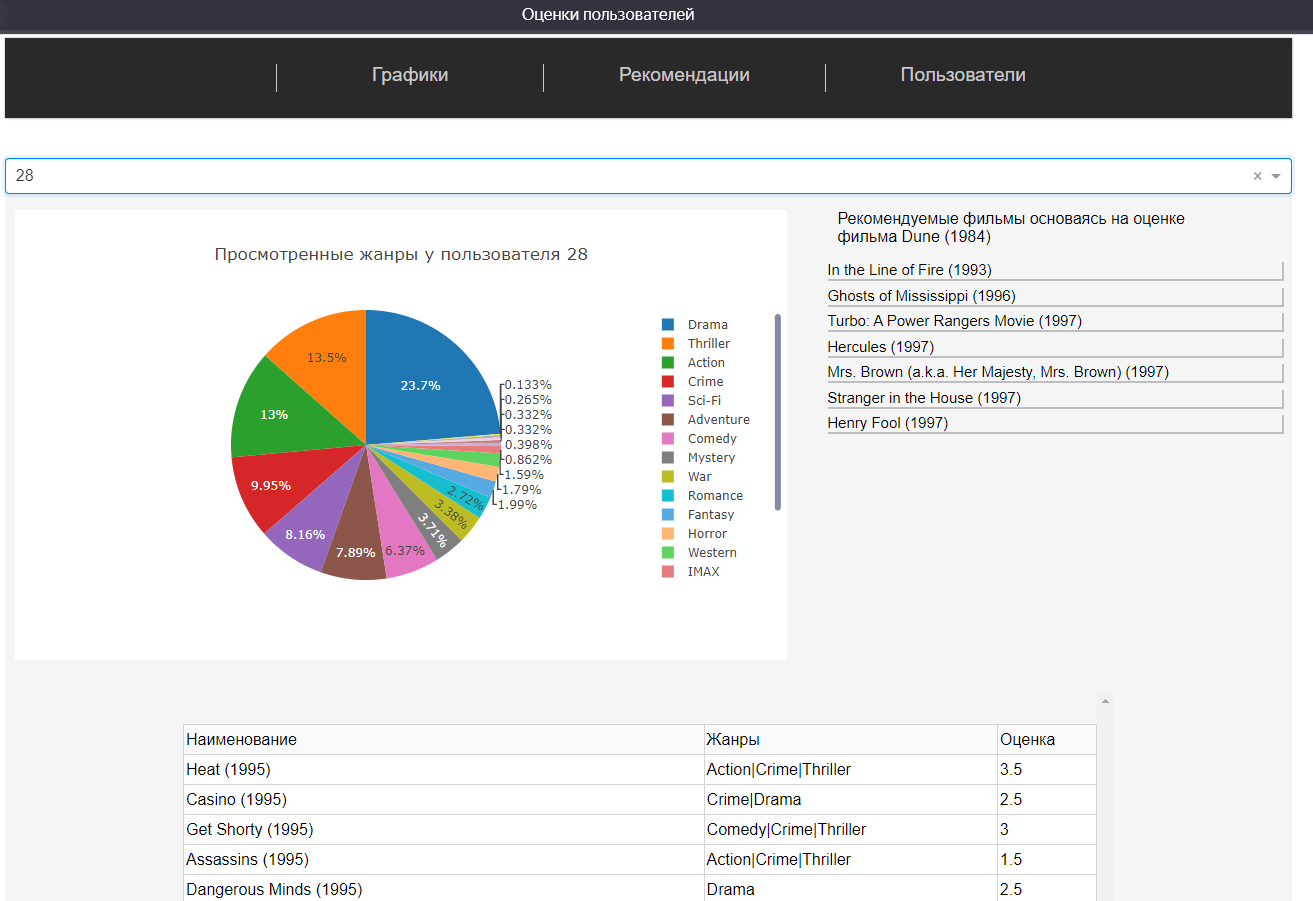 Оценки пользователей
Графики
Рекомендации
Пользователи
28
Просмотренные жанры у пользователя 28
23.7%
13.5%
13%
9.95%
8.16%
7.89%
6.37%
3.71%
3.38%
2.72%
0.133%
0.265%
0.332%
0.332%
0.398%
0.862%
1.59%
1.79%
1.99%
Drama
Thriller
Action
Crime
Sci-Fi
Adventure
Comedy
Mystery
War
Romance
Fantasy
Horror
Western
IMAX
Рекомендуемые фильмы основаясь на оценке
фильма Dune (1984)
In the Line of Fire (1993)
Ghosts of Mississippi (1996)
Turbo: A Power Rangers Movie (1997)
Hercules (1997)
Mrs. Brown (a.k.a. Her Majesty, Mrs. Brown) (1997)
Stranger in the House (1997)
Henry Fool (1997)
Наименование Жанры Оценка
Heat (1995) Action|Crime|Thriller 3.5
Casino (1995) Crime|Drama 2.5
Get Shorty (1995) Comedy|Crime|Thriller 3
Assassins (1995) Action|Crime|Thriller 1.5
Dangerous Minds (1995) Drama 2.5